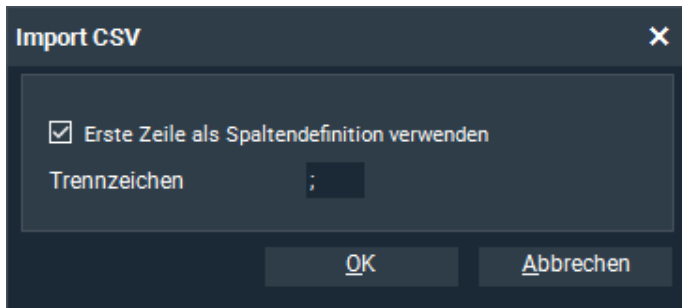 Import CSV
Erste Zeile als Spaltendefinition verwenden
Trennzeichen ;
OK Abbrechen